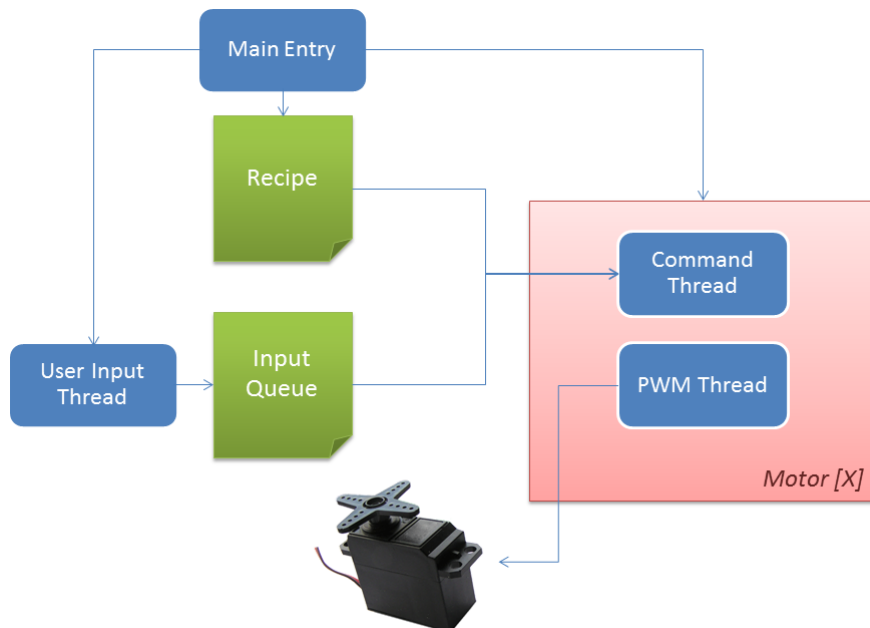 Main Entry
Recipe
Command
Thread
User Input
Thread
Input
Queue
PWM Thread
Motor [X]